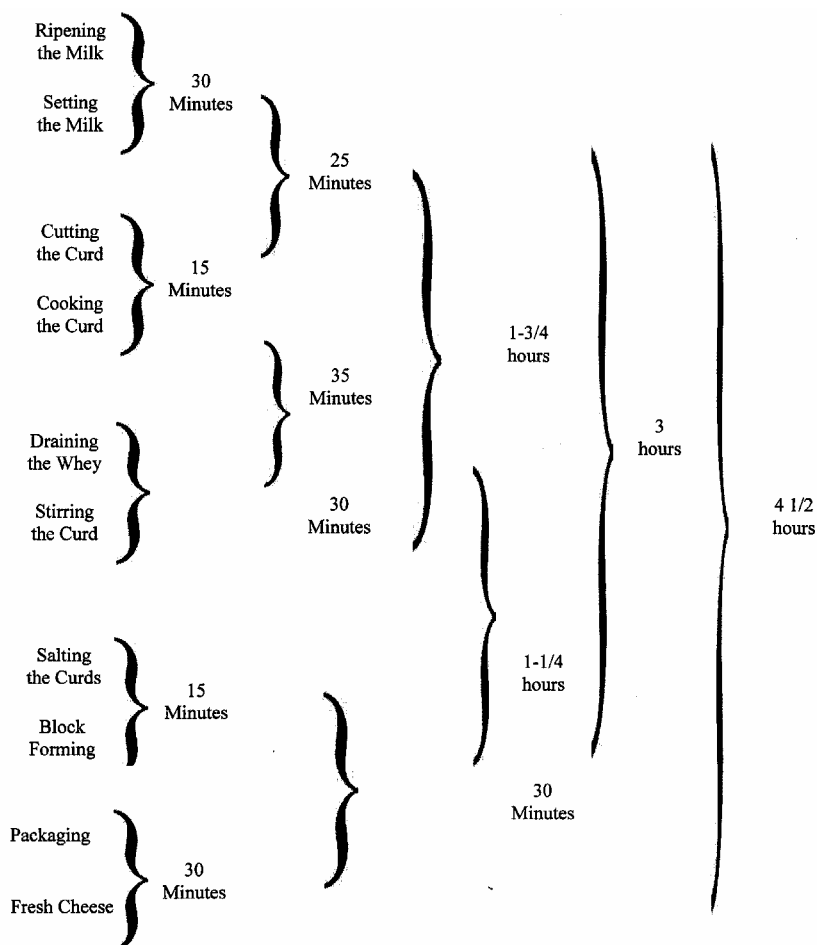 Ripening
the Milk
30
Minutes
Setting
the Milk
25
Minutes
Cutting
the Curd
15
Minutes
Cooking
the Curd
1-3/4
hours
35
Minutes
3
hours
Draining
the Whey
30
Minutes
Stirring
the Curd
4 1/2
hours
Salting
the Curds
15
Minutes
1-1/4
hours
Block
Forming
30
Minutes
Packaging
30
Minutes
Fresh Cheese